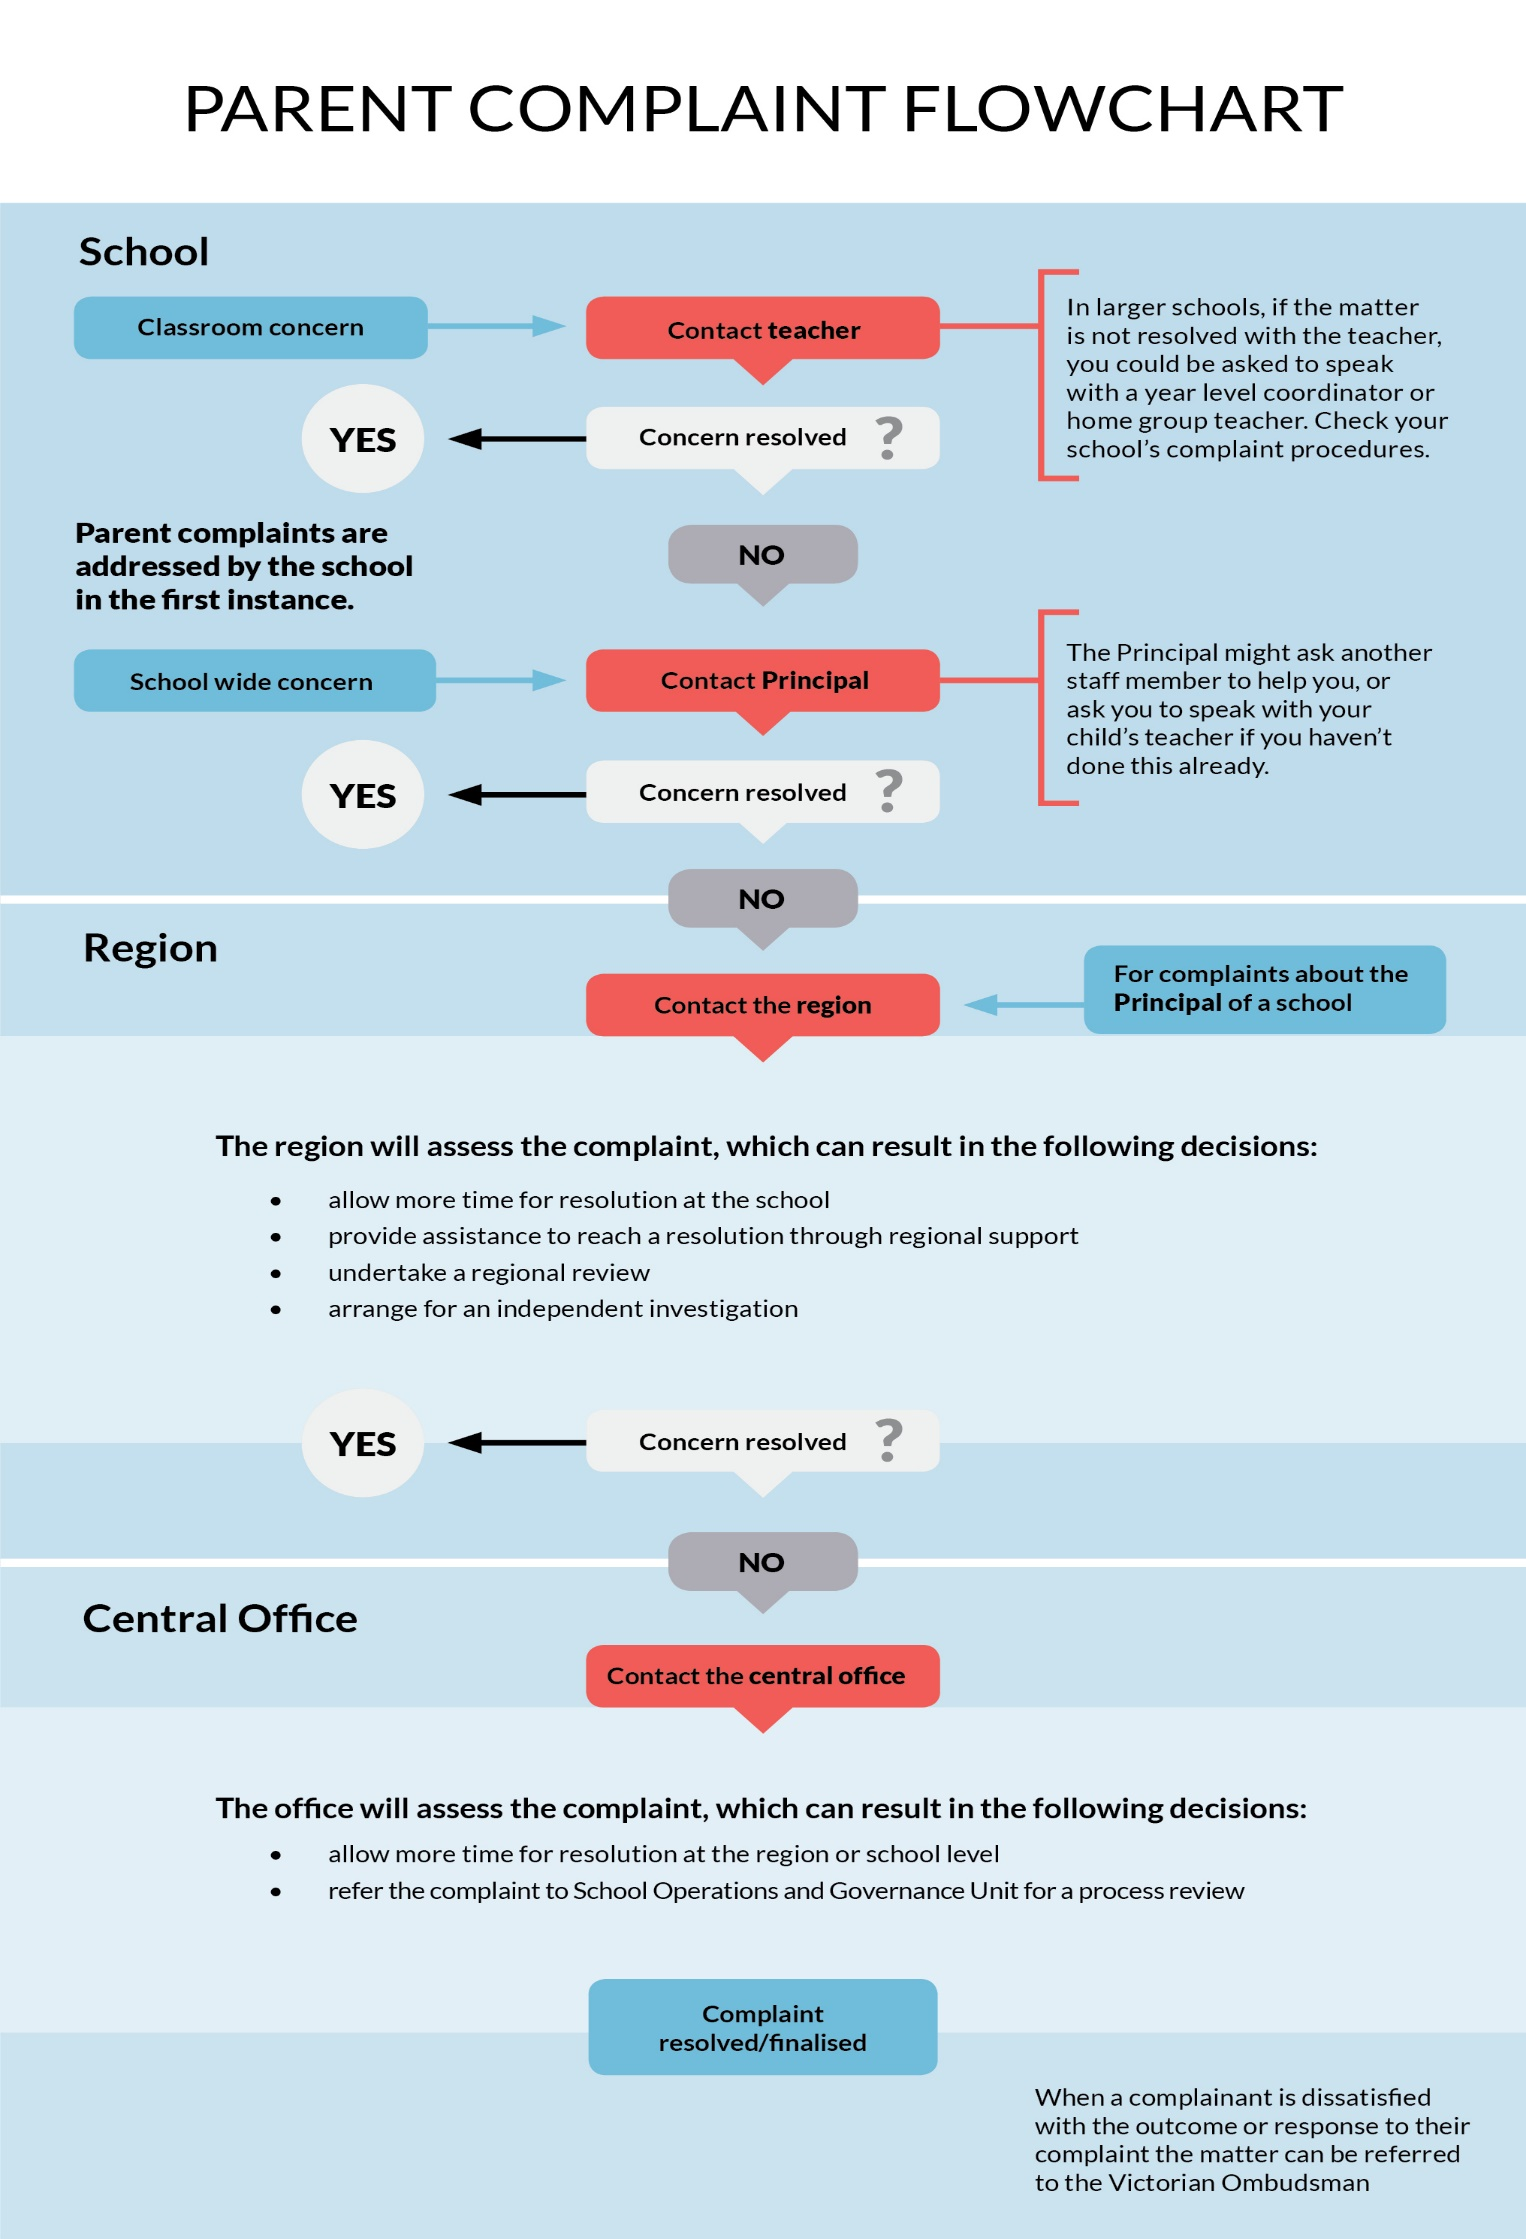 PARENT COMPLAINT FLOWCHART
School
Classroom concern
Contact teacher
In larger schools, if the matter
is not resolved with the teacher,
you could be asked to speak
with a year level coordinator or
home group teacher. Check your
school’s complaint procedures.
YES
Concern resolved ?
Parent complaints are
addressed by the school
in the first instance.
NO
School wide concern
Contact Principal
The Principal might ask another
staff member to help you, or
ask you to speak with your
child’s teacher if you haven’t
done this already.
YES
Concern resolved ?
NO
Region
Contact the region
For complaints about the
Principal of a school
The region will assess the complaint, which can result in the following decisions:
• allow more time for resolution at the school
• provide assistance to reach a resolution through regional support
• undertake a regional review
• arrange for an independent investigation
YES
Concern resolved ?
NO
Central Office
Contact the central office
The office will assess the complaint, which can result in the following decisions:
• allow more time for resolution at the region or school level
• refer the complaint to School Operations and Governance Unit for a process review
Complaint
resolved/finalised
When a complainant is dissatisfied
with the outcome or response to their
complaint the matter can be referred
to the Victorian Ombudsman